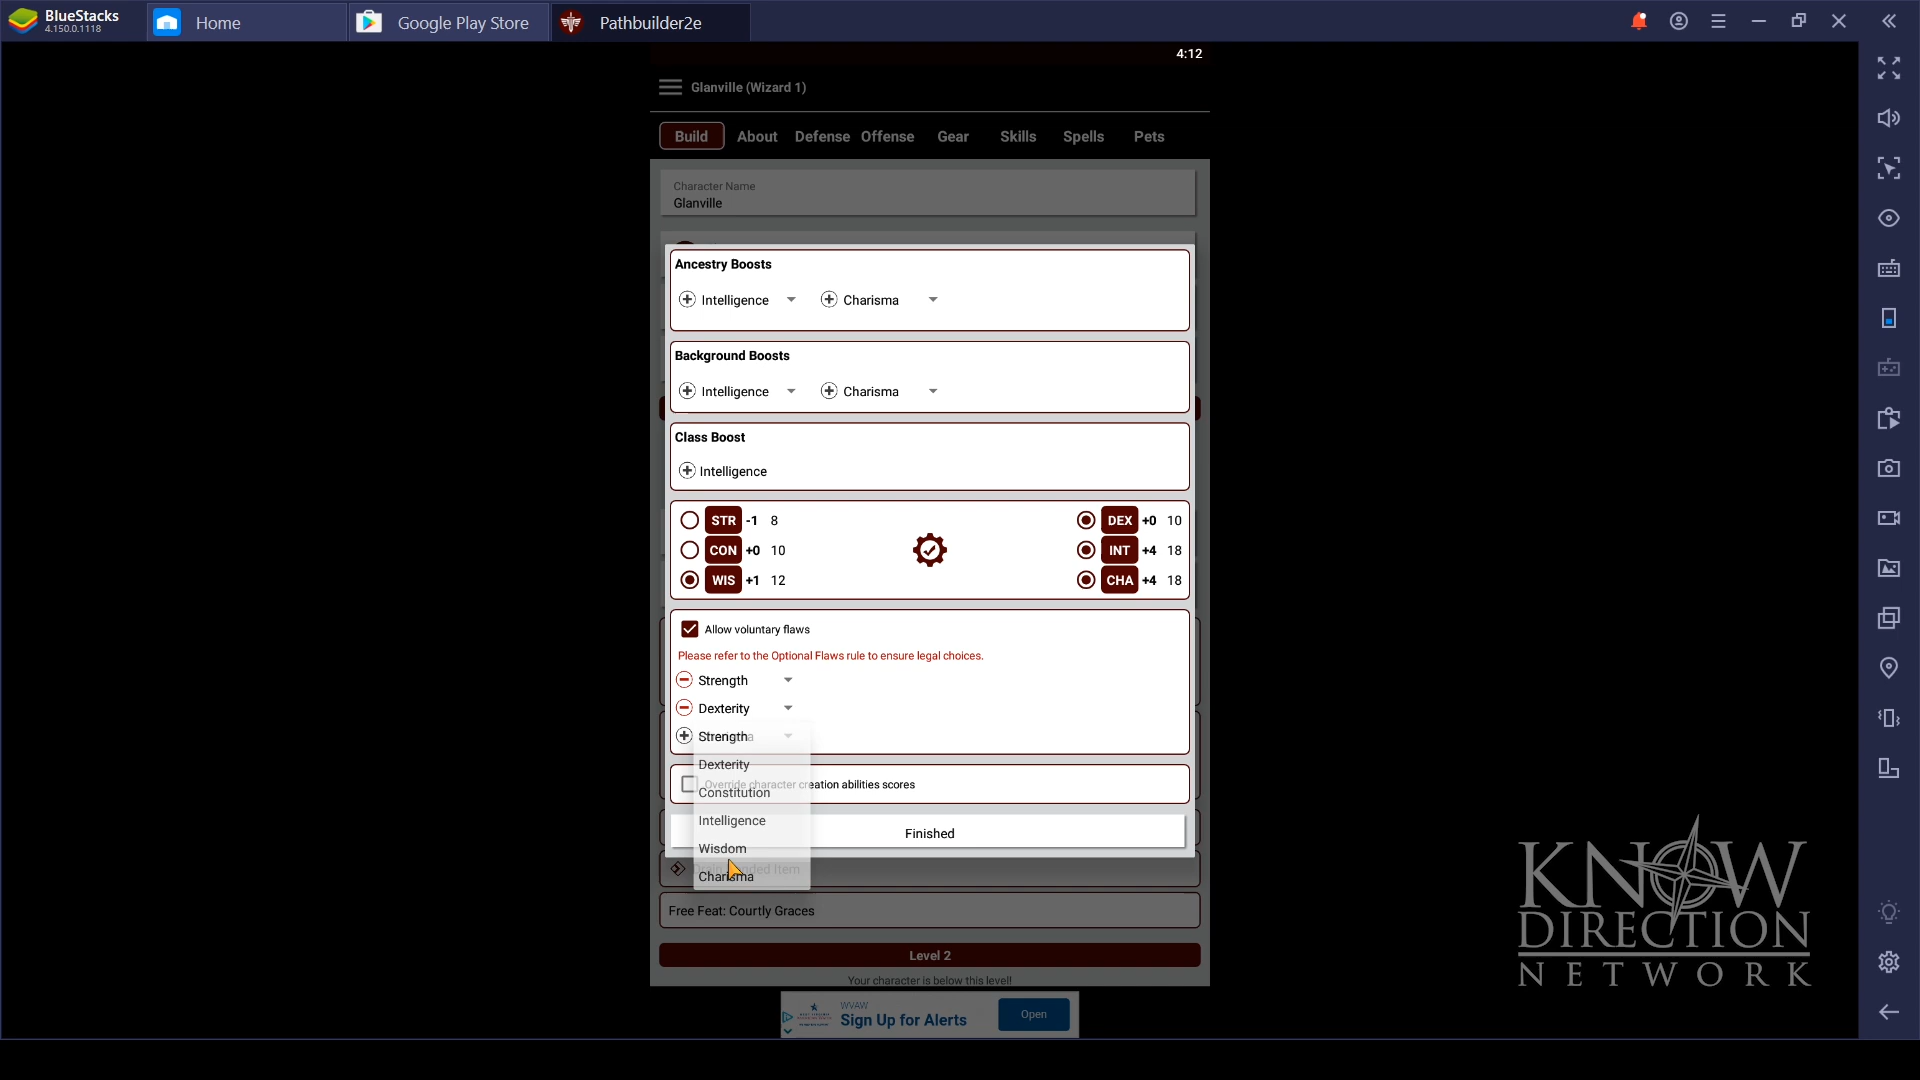 BlueStacks
4.150.0.1118
Home
Google Play Store
Pathbuilder2e
4:12
Glanville (Wizard 1)
Build About Defense Offense Gear Skills Spells Pets
Character Name
Glanville
Ancestry Boosts
Intelligence Charisma
Background Boosts
Intelligence Charisma
Class Boost
Intelligence
STR -1 8 DEX +0 10
CON +0 10 INT +4 18
WIS +1 12 CHA +4 18
Allow voluntary flaws
Please refer to the Optional Flaws rule to ensure legal choices.
Strength
Dexterity
Strength
Dexterity
Override character creation abilities scores
Constitution
Intelligence
Finished
Wisdom
Charisma
Free Feat: Courtly Graces
Level 2
Your character is below this level!
WVAW
Sign Up for Alerts
Open
KNOW
DIRECTION
NETWORK